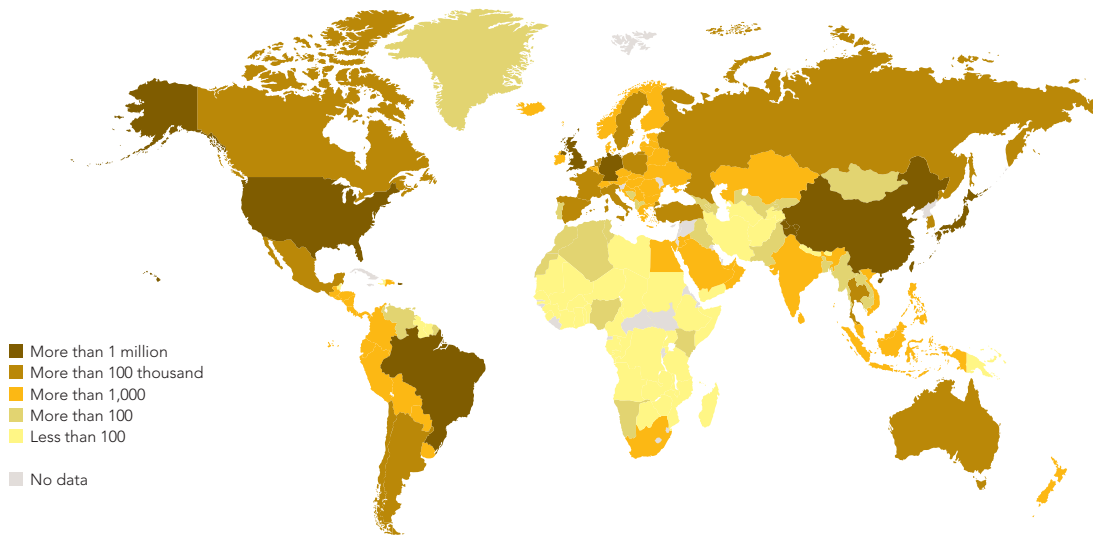 More than 1 million
More than 100 thousand
More than 1,000
More than 100
Less than 100
No data